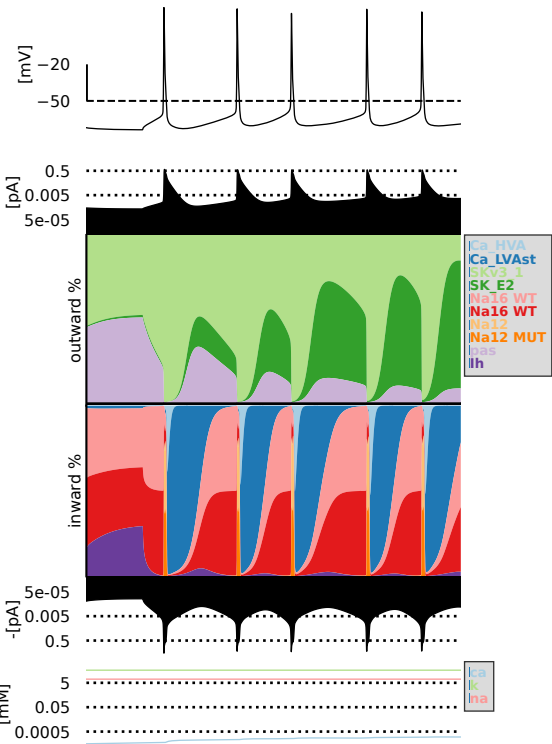 [mV]
−20
−50
[pA]
0.5
0.005
5e-05
outward %
Ca_HVA
Ca_LVAst
SKv3_1
SK_E2
Na16 WT
Na16 WT
Na12
Na12 MUT
pas
Ih
inward %
-[pA]
5e-05
0.005
0.5
[mM]
5
0.05
0.0005
ca
k
na